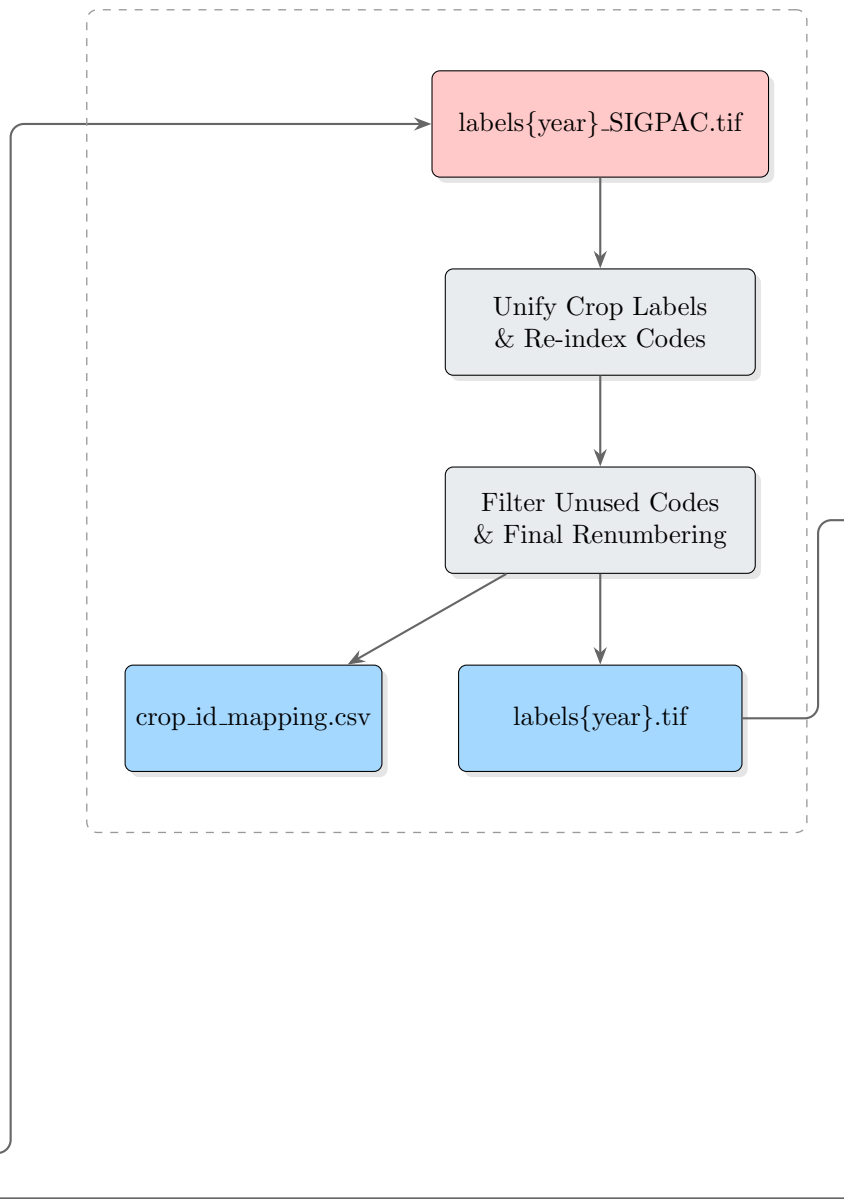 labels{year}_SIGPAC.tif
Unify Crop Labels
& Re-index Codes
Filter Unused Codes
& Final Renumbering
crop_id_mapping.csv
labels{year}.tif